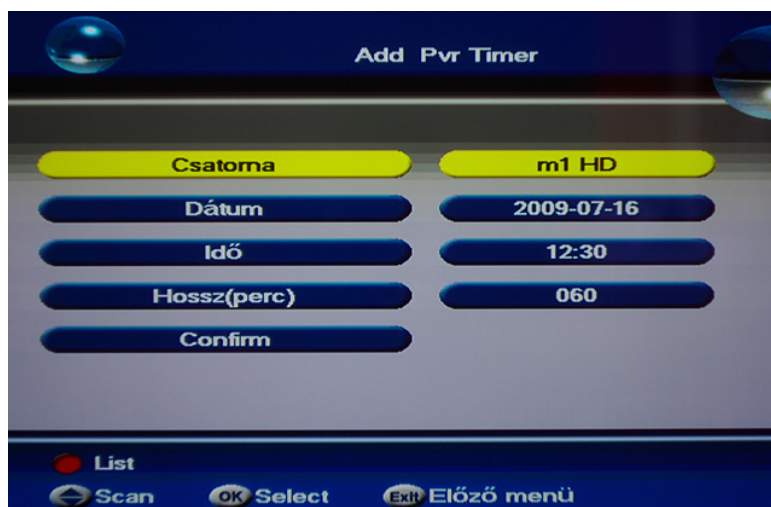 Add Pvr Timer
Csatorna m1 HD
Dátum 2009-07-16
Idő 12:30
Hossz(perc) 060
Confirm
List
Scan OK Select Exit Előző menü